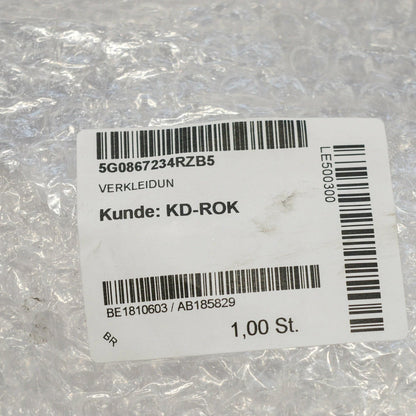 5G0867234RZB5
VERKLEIDUN
Kunde: KD-ROK
LE500300
BE1810603 / AB185829
1,00 St.
BR